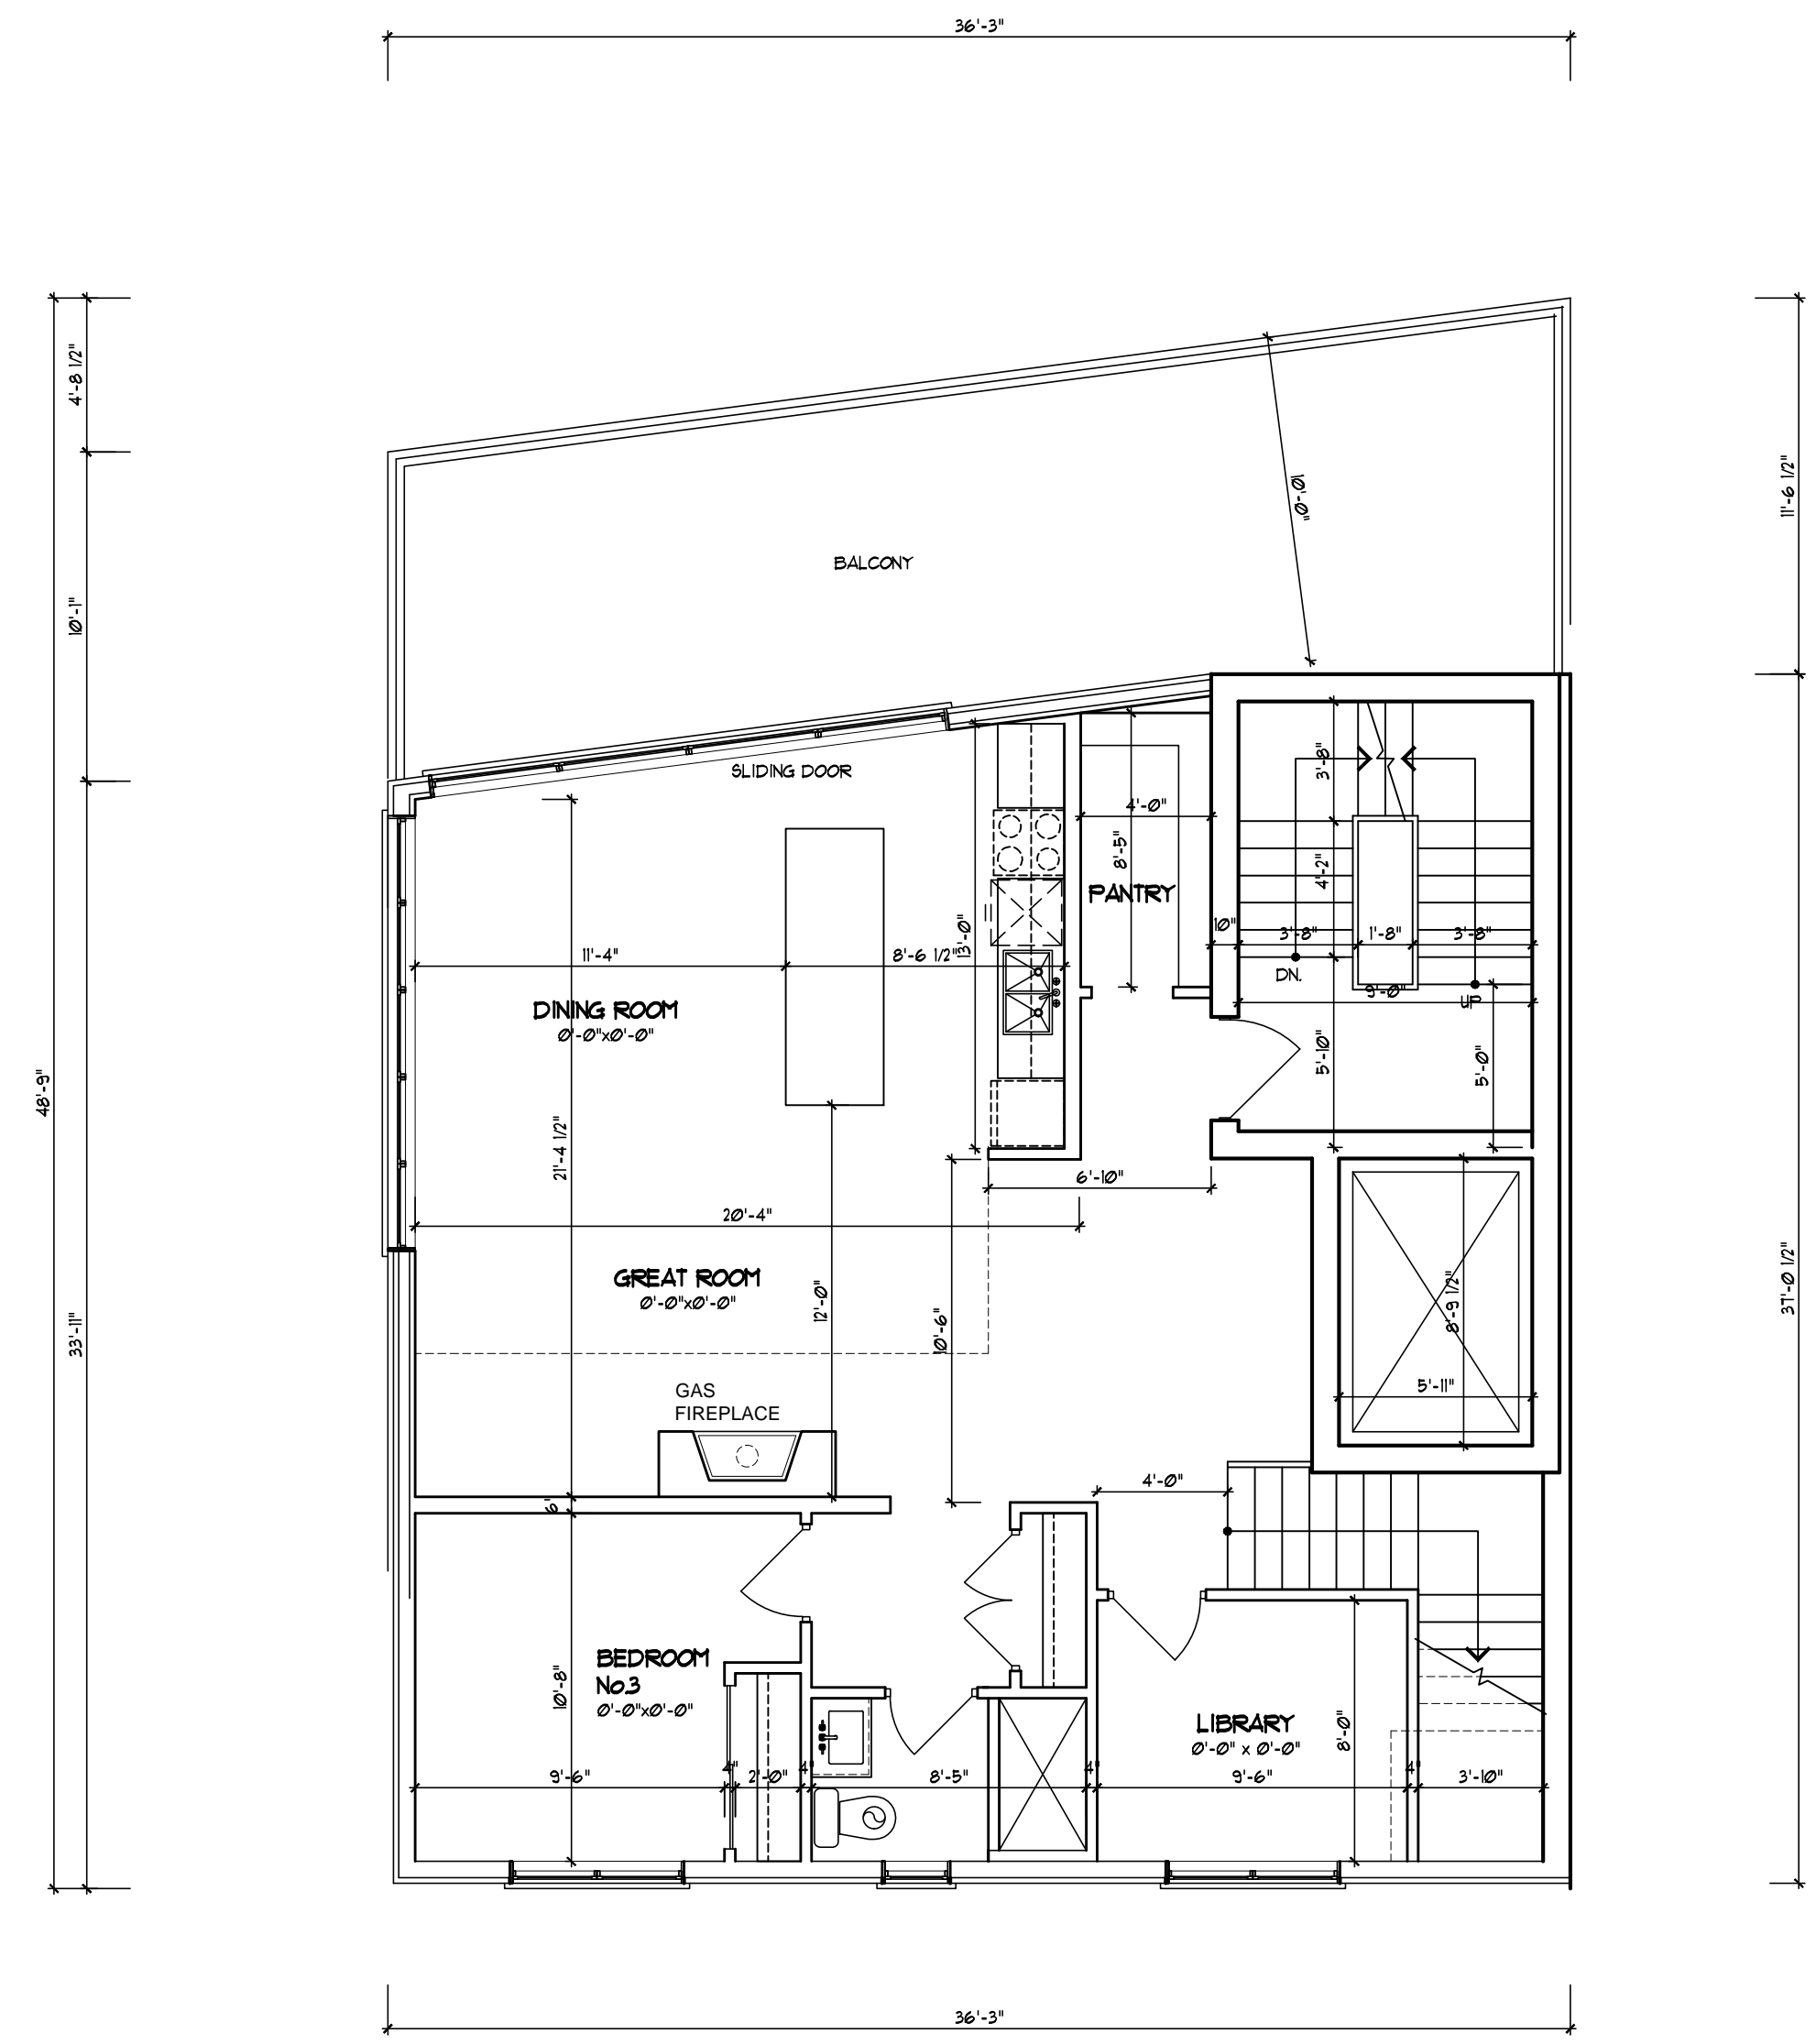 36'-3"
4'-8 1/2"
11'-6 1/2"
10'-0"
BALCONY
10'-1"
SLIDING DOOR
3'-8"
4'-0"
8'-5"
4'-2"
PANTRY
10"
3'-8"
1'-8"
3'-8"
13'-0"
11'-4"
8'-6 1/2"
DN.
9'-0"
UP
DINING ROOM
0'-0"x0'-0"
5'-10"
5'-0"
48'-9"
21'-4 1/2"
6'-10"
20'-4"
GREAT ROOM
0'-0"x0'-0"
12'-0"
10'-6"
8'-9 1/2"
37'-0 1/2"
33'-11"
5'-11"
GAS
FIREPLACE
4'-0"
6"
BEDROOM
No.3
0'-0"x0'-0"
10'-8"
LIBRARY
0'-0" x 0'-0"
8'-0"
9'-6"
4"
2'-0"
4"
8'-5"
4"
9'-6"
4"
3'-10"
36'-3"